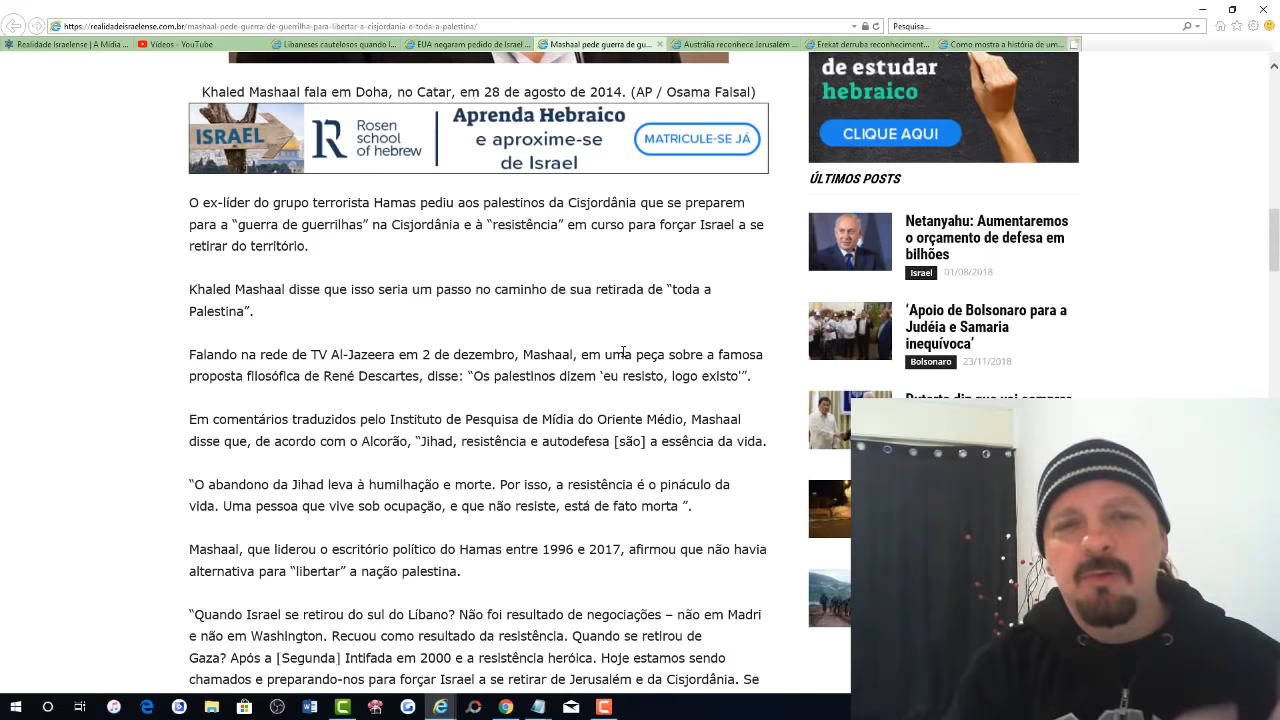 https://realidadeisraelense.com.br/mashaal-pede-guerra-de-guerrilha-para-libertar-a-cisjordania-e-toda-a-palestina/
Pesquisa...
Realidade Israelense | A Mídia ...
Vídeos - YouTube
Libaneses cautelosos quando I...
EUA negaram pedido de Israel ...
Mashaal pede guerra de gu...
Austrália reconhece Jerusalém ...
Erekat derruba reconheciment...
Como mostra a história de um...
Khaled Mashaal fala em Doha, no Catar, em 28 de agosto de 2014. (AP / Osama Faisal)
ISRAEL
R
Rosen
school
of hebrew
Aprenda Hebraico
e aproxime-se
de Israel
MATRICULE-SE JÁ
O ex-líder do grupo terrorista Hamas pediu aos palestinos da Cisjordânia que se preparem
para a “guerra de guerrilhas” na Cisjordânia e à “resistência” em curso para forçar Israel a se
retirar do território.
Khaled Mashaal disse que isso seria um passo no caminho de sua retirada de “toda a
Palestina”.
Falando na rede de TV Al-Jazeera em 2 de dezembro, Mashaal, em uma peça sobre a famosa
proposta filosófica de René Descartes, disse: “Os palestinos dizem ‘eu resisto, logo existo’”.
Em comentários traduzidos pelo Instituto de Pesquisa de Mídia do Oriente Médio, Mashaal
disse que, de acordo com o Alcorão, “Jihad, resistência e autodefesa [são] a essência da vida.
“O abandono da Jihad leva à humilhação e morte. Por isso, a resistência é o pináculo da
vida. Uma pessoa que vive sob ocupação, e que não resiste, está de fato morta ”.
Mashaal, que liderou o escritório político do Hamas entre 1996 e 2017, afirmou que não havia
alternativa para “libertar” a nação palestina.
“Quando Israel se retirou do sul do Líbano? Não foi resultado de negociações – não em Madri
e não em Washington. Recuou como resultado da resistência. Quando se retirou de
Gaza? Após a [Segunda] Intifada em 2000 e a resistência heróica. Hoje estamos sendo
chamados e preparando-nos para forçar Israel a se retirar de Jerusalém e da Cisjordânia. Se
de estudar
hebraico
CLIQUE AQUI
ÚLTIMOS POSTS
Netanyahu: Aumentaremos
o orçamento de defesa em
bilhões
Israel 01/08/2018
‘Apoio de Bolsonaro para a
Judéia e Samaria
inequívoca’
Bolsonaro 23/11/2018